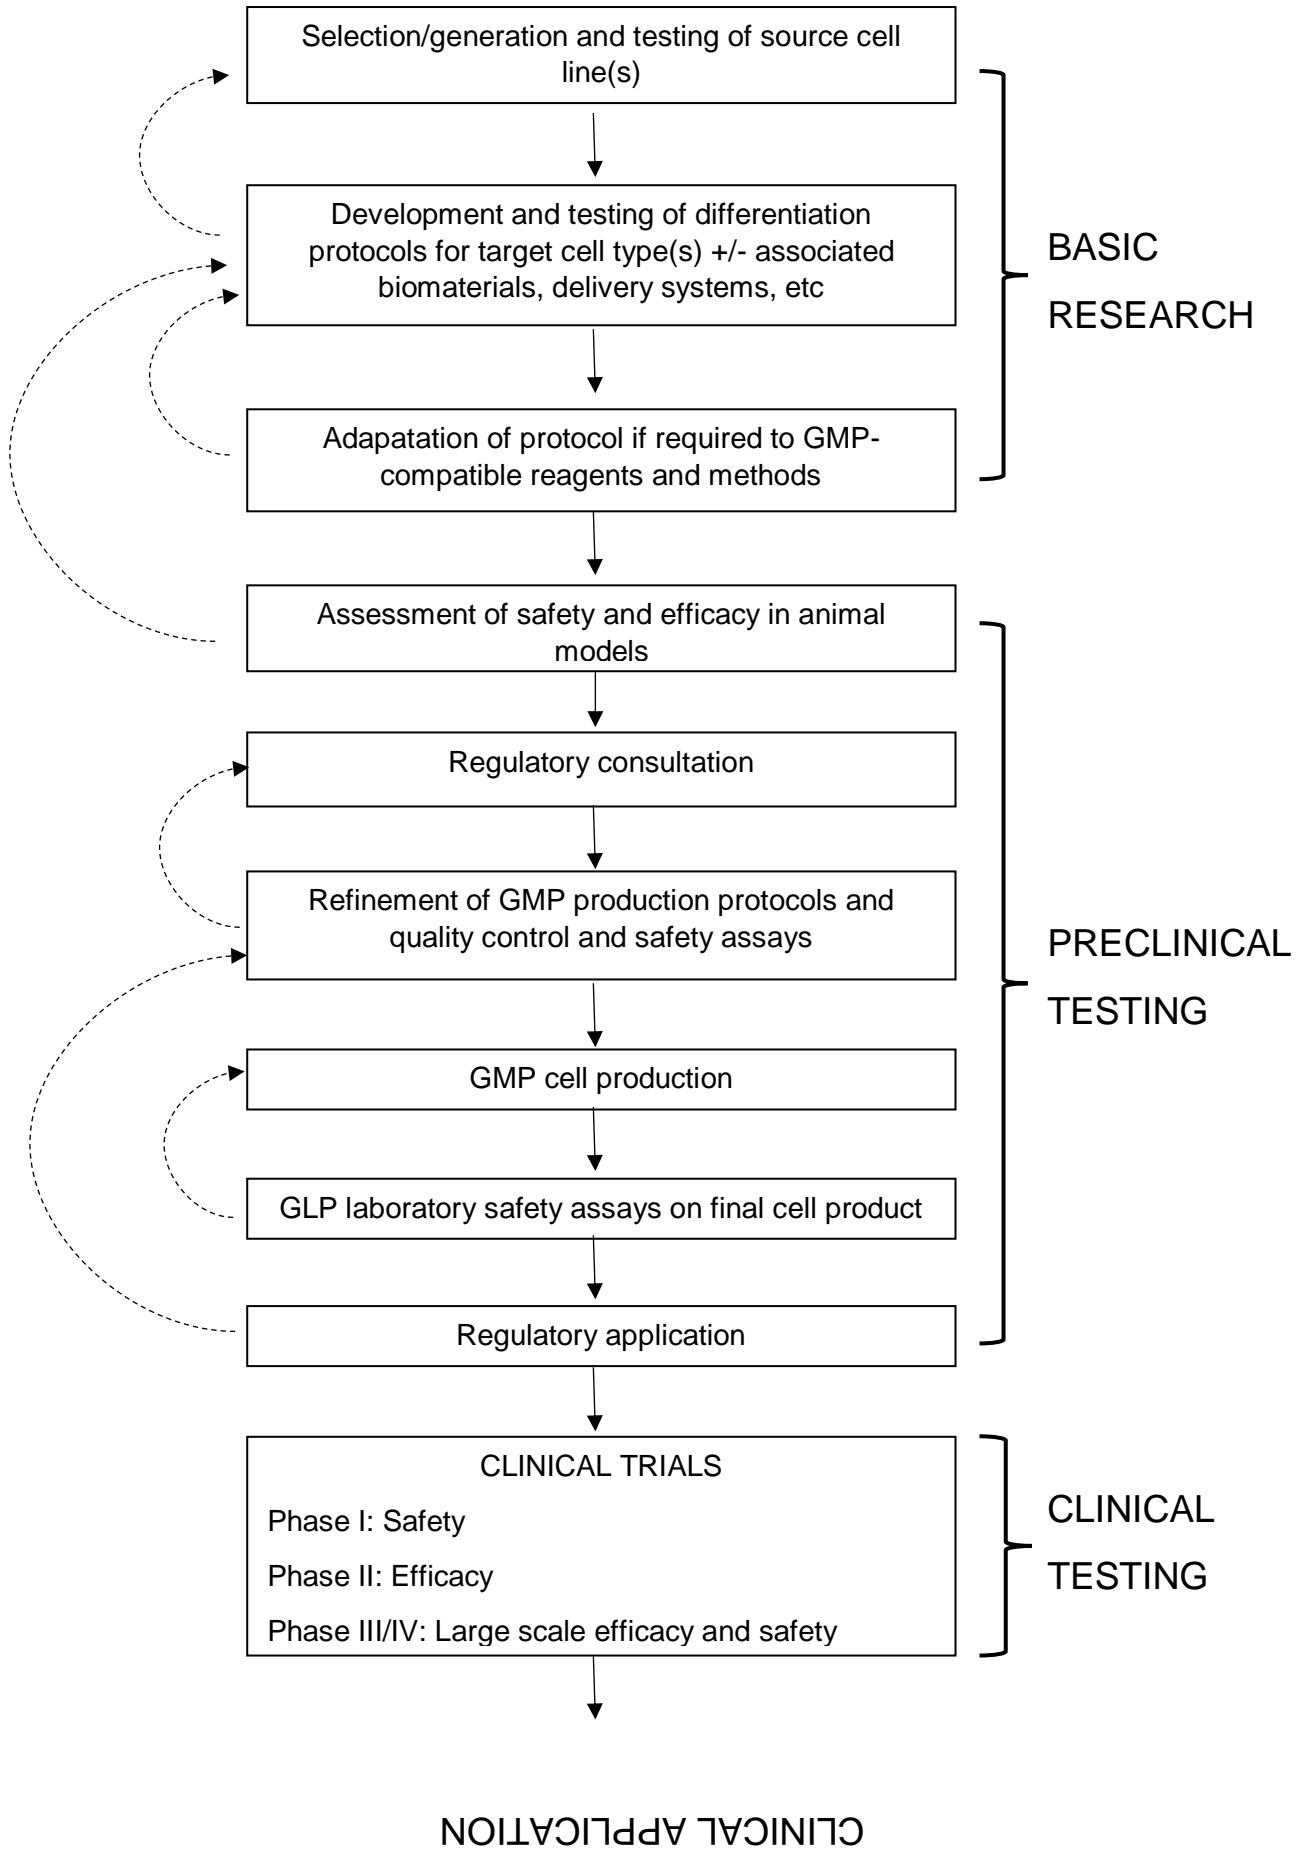 Selection/generation and testing of source cell
line(s)
Development and testing of differentiation
protocols for target cell type(s) +/- associated
biomaterials, delivery systems, etc
BASIC
RESEARCH
Adapatation of protocol if required to GMP-
compatible reagents and methods
Assessment of safety and efficacy in animal
models
Regulatory consultation
Refinement of GMP production protocols and
quality control and safety assays
PRECLINICAL
TESTING
GMP cell production
GLP laboratory safety assays on final cell product
Regulatory application
CLINICAL TRIALS
Phase I: Safety
Phase II: Efficacy
Phase III/IV: Large scale efficacy and safety
CLINICAL
TESTING
CLINICAL APPLICATION